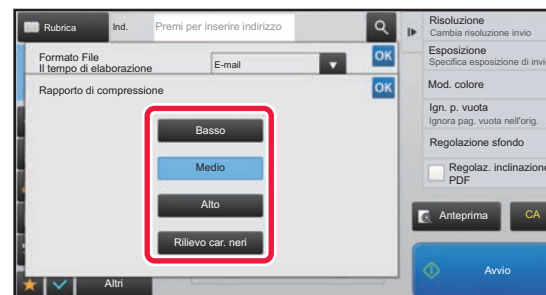 Rubrica
Ind.
Premi per inserire indirizzo
Formato File
Il tempo di elaborazione
E-mail
OK
Rapporto di compressione
OK
Basso
Medio
Alto
Rilievo car. neri
Altri
Risoluzione
Cambia risoluzione invio
Esposizione
Specifica esposizione di invi
Mod. colore
Ign. p. vuota
Ignora pag. vuota nell'orig.
Regolazione sfondo
Regolaz. inclinazione
PDF
Anteprima
CA
Avvio